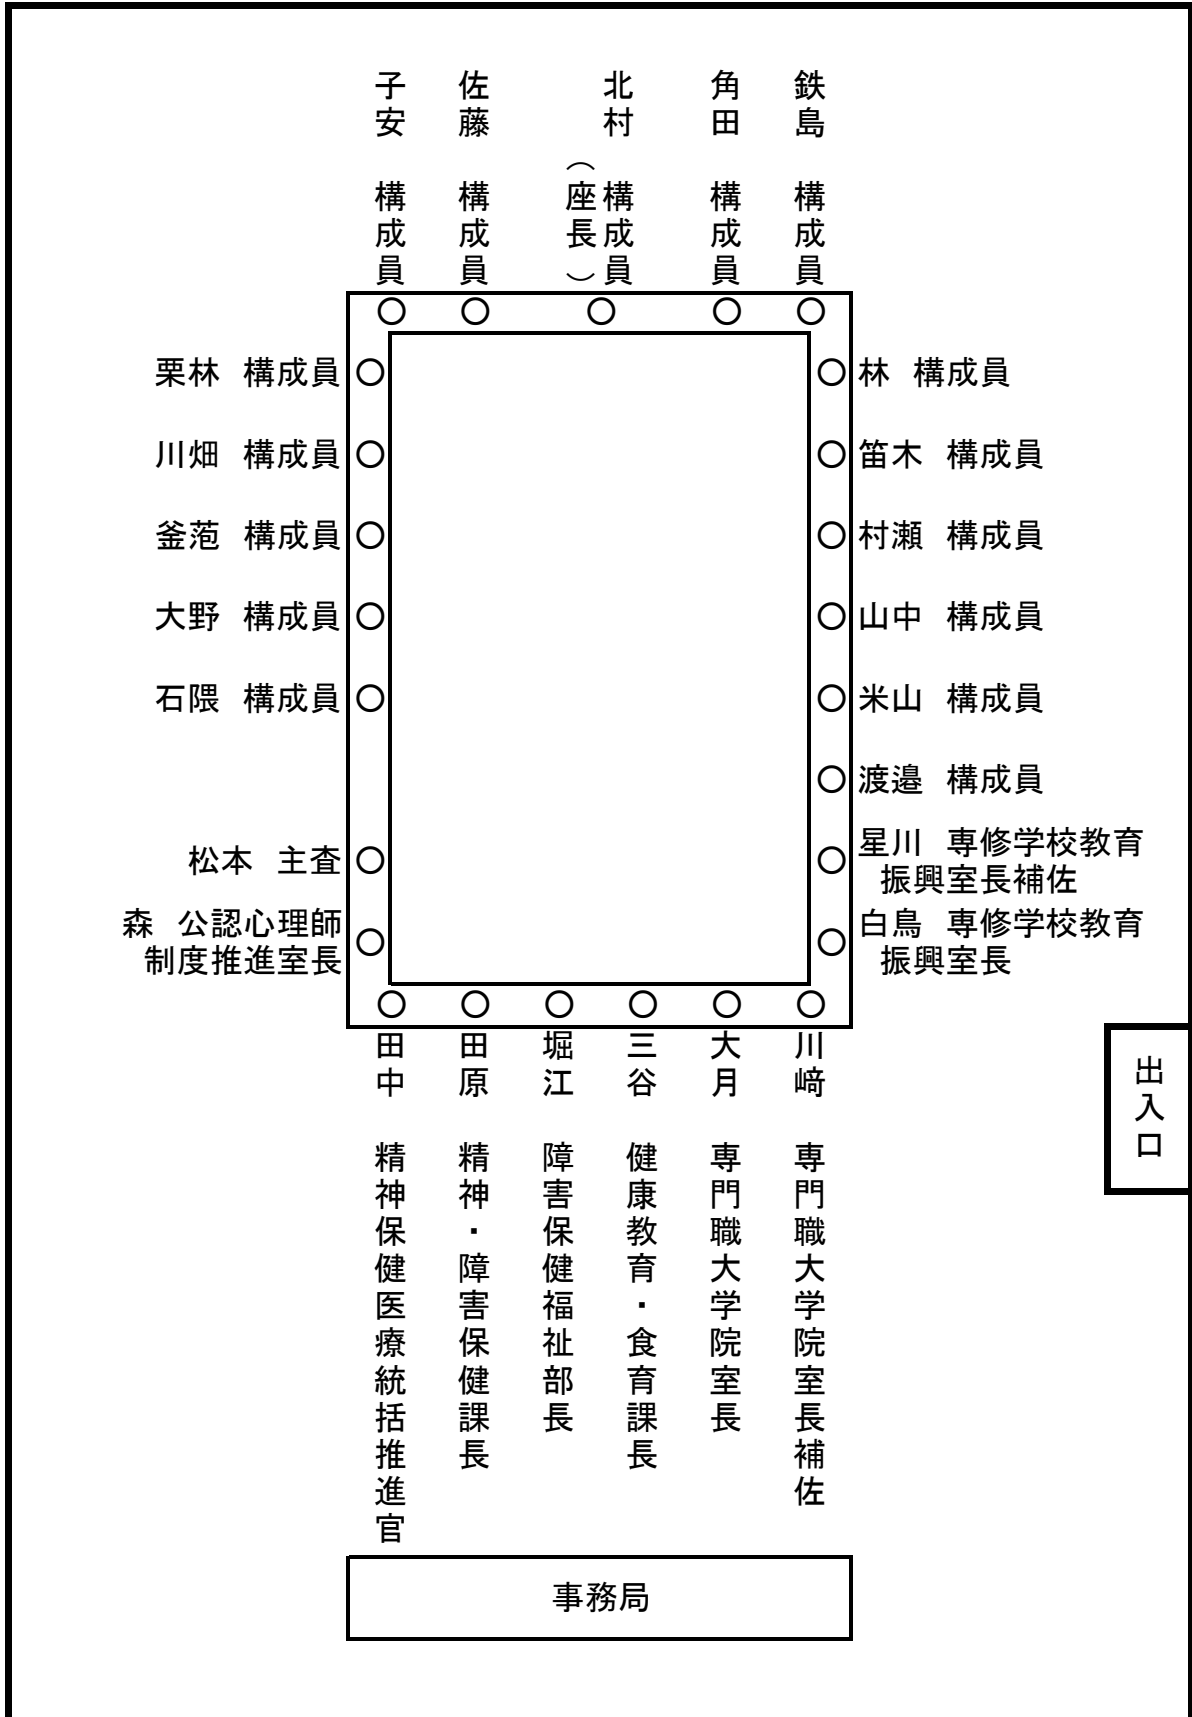 子安　構成員
佐藤　構成員
北村　構成員
（座長）
角田　構成員
鉄島　構成員
栗林　構成員
川畑　構成員
釜萢　構成員
大野　構成員
石隈　構成員
松本　主査
森　公認心理師
制度推進室長
林　構成員
笛木　構成員
村瀬　構成員
山中　構成員
米山　構成員
渡邉　構成員
星川　専修学校教育
振興室長補佐
白鳥　専修学校教育
振興室長
田中　精神保健医療統括推進官
田原　精神・障害保健課長
堀江　障害保健福祉部長
三谷　健康教育・食育課長
大月　専門職大学院室長
川﨑　専門職大学院室長補佐
出入口
事務局